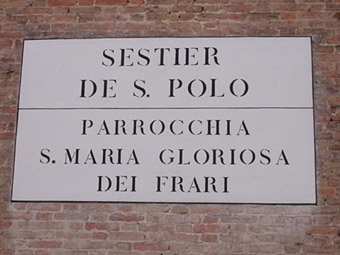 SESTIER
DE S. POLO
PARROCCHIA
S. MARIA GLORIOSA
DEI FRARI